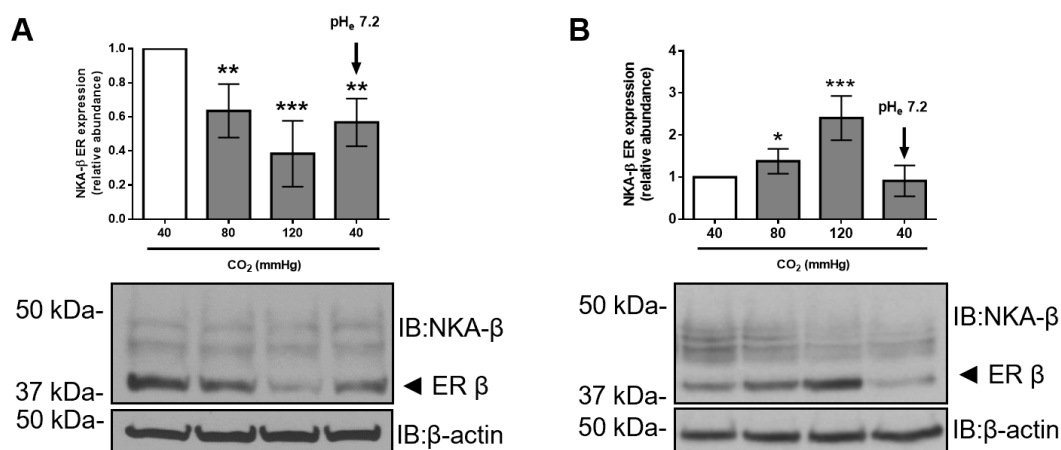 A
NKA-β ER expression
(relative abundance)
1.0
0.8
0.6
0.4
0.2
0.0
**
***
pHe 7.2
**
40 80 120 40
CO2 (mmHg)
50 kDa-
37 kDa-
IB:NKA-β
◄ ER β
50 kDa-
IB:β-actin
B
NKA-β ER expression
(relative abundance)
4
3
2
1
0
*
***
pHe 7.2
40 80 120 40
CO2 (mmHg)
50 kDa-
37 kDa-
IB:NKA-β
◄ ER β
50 kDa-
IB:β-actin